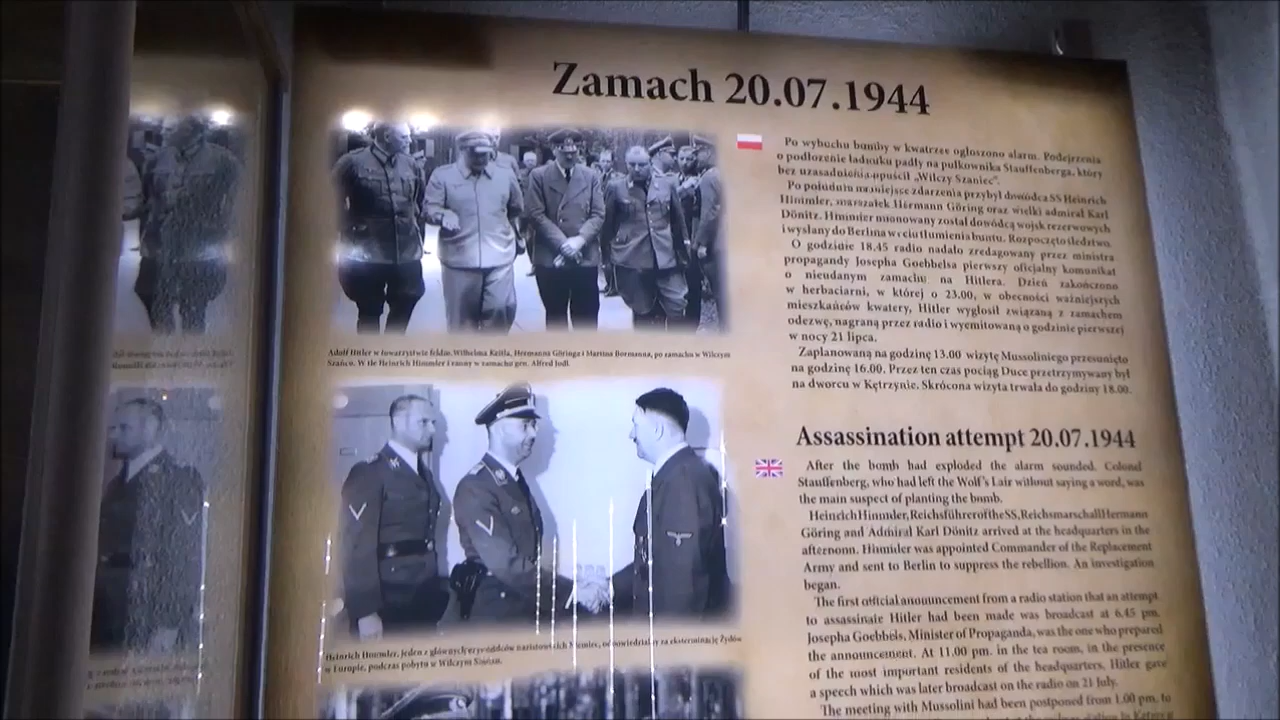 Zamach 20.07.1944
Po wybuchu bomby w kwatrze ogłoszono alarm. Podejrzenia
o podłożenie ładunku padły na pułkownika Stauffenberga, który
bez uzasadnienia opuścił „Wilczy Szaniec”.
Po południu na miejsce zdarzenia przybył dowódca SS Heinrich
Himmler, marszałek Hermann Göring oraz wielki admirał Karl
Dönitz. Himmler mionowany został dowódcą wojsk rezerwowych
i wysłany do Berlina w celu tłumienia buntu. Rozpoczęto śledztwo.
O godzinie 18.45 radio nadało zredagowany przez ministra
propagandy Josepha Goebbelsa pierwszy oficjalny komunikat
o nieudanym zamachu na Hitlera. Dzień zakończono
w herbaciarni, w której o 23.00, w obecności ważniejszych
mieszkańców kwatery, Hitler wygłosił związaną z zamachem
odezwę, nagraną przez radio i wyemitowaną o godzinie pierwszej
w nocy 21 lipca.
Zaplanowaną na godzinę 13.00 wizytę Mussoliniego przesunięto
na godzinę 16.00. Przez ten czas pociąg Duce przetrzymywany był
na dworcu w Kętrzynie. Skrócona wizyta trwała do godziny 18.00.
Adolf Hitler w towarzystwie feldm. Wilhelma Keitla, Hermanna Göringa i Martina Bormanna, po zamachu w Wilczym
Szańcu. W tle Heinrich Himmler i ranny w zamachu gen. Alfred Jodl.
Heinrich Himmler, jeden z głównych przywódców nazistowskich Niemiec, odpowiedzialny za eksterminację Żydów
w Europie, podczas pobytu w Wilczym Szańcu.
Assassination attempt 20.07.1944
After the bomb had exploded the alarm sounded. Colonel
Stauffenberg, who had left the Wolf's Lair without saying a word, was
the main suspect of planting the bomb.
Heinrich Himmler, Reichsführer of the SS, Reichsmarschall Hermann
Göring and Admiral Karl Dönitz arrived at the headquarters in the
afternonn. Himmler was appointed Commander of the Replacement
Army and sent to Berlin to suppress the rebellion. An investigation
began.
The first official announcement from a radio station that an attempt
to assassinate Hitler had been made was broadcast at 6.45 pm.
Josepha Goebbels, Minister of Propaganda, was the one who prepared
the announcement. At 11.00 pm. in the tea room, in the presence
of the most important residents of the headquarters, Hitler gave
a speech which was later broadcast on the radio on 21 July.
The meeting with Mussolini had been postponed from 1.00 pm. to